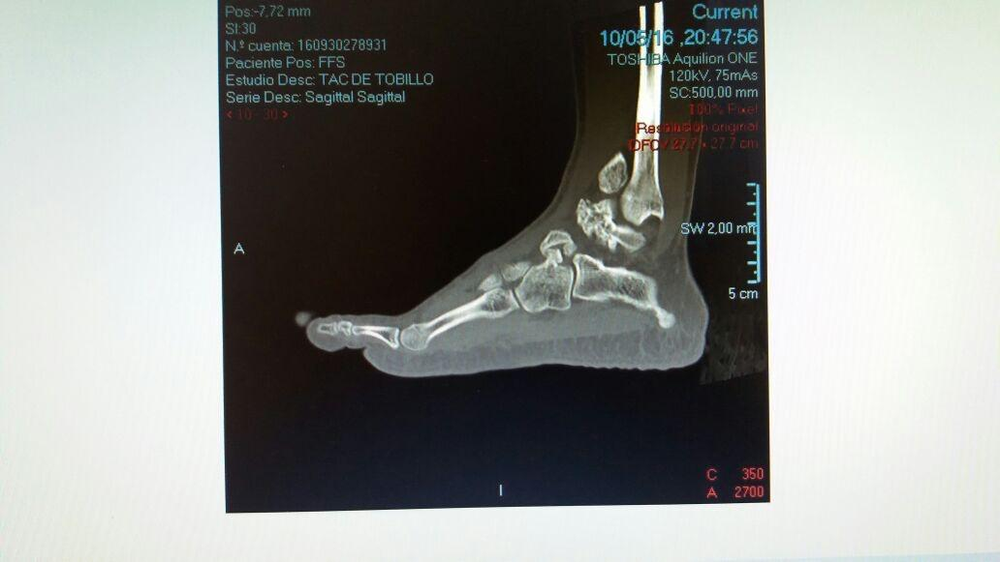 Pos:-7,72 mm
SI:30
N.º cuenta: 160930278931
Paciente Pos: FFS
Estudio Desc: TAC DE TOBILLO
Serie Desc: Sagittal Sagittal
< 10 - 30 >
Current
10/05/16 ,20:47:56
TOSHIBA Aquilion ONE
120kV, 75mAs
SC:500,00 mm
100% Pixel
Resolución original
DFOV 27.7 x 27.7 cm
A
SW 2,00 mm
5 cm
I
C 350
A 2700